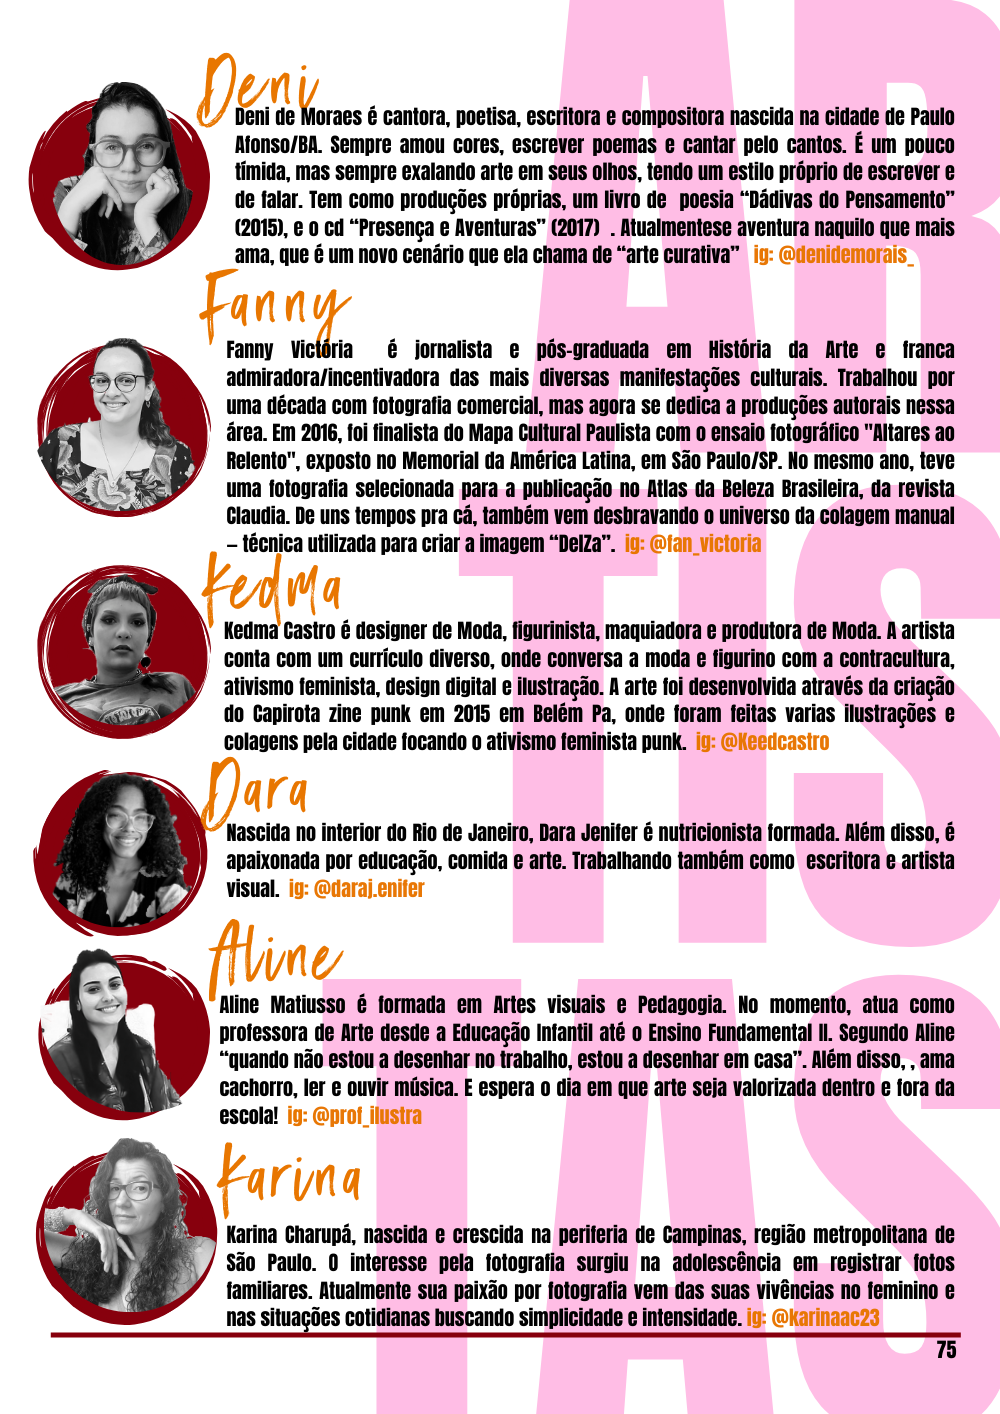 ARTISTAS
Deni
Deni de Moraes é cantora, poetisa, escritora e compositora nascida na cidade de Paulo
Afonso/BA. Sempre amou cores, escrever poemas e cantar pelo cantos. É um pouco
tímida, mas sempre exalando arte em seus olhos, tendo um estilo próprio de escrever e
de falar. Tem como produções próprias, um livro de poesia “Dádivas do Pensamento”
(2015), e o cd “Presença e Aventuras” (2017) . Atualmentese aventura naquilo que mais
ama, que é um novo cenário que ela chama de “arte curativa” ig: @denidemorais_
Fanny
Fanny Victória é jornalista e pós-graduada em História da Arte e franca
admiradora/incentivadora das mais diversas manifestações culturais. Trabalhou por
uma década com fotografia comercial, mas agora se dedica a produções autorais nessa
área. Em 2016, foi finalista do Mapa Cultural Paulista com o ensaio fotográfico "Altares ao
Relento", exposto no Memorial da América Latina, em São Paulo/SP. No mesmo ano, teve
uma fotografia selecionada para a publicação no Atlas da Beleza Brasileira, da revista
Claudia. De uns tempos pra cá, também vem desbravando o universo da colagem manual
– técnica utilizada para criar a imagem “DelZa”. ig: @fan_victoria
Kedma
Kedma Castro é designer de Moda, figurinista, maquiadora e produtora de Moda. A artista
conta com um currículo diverso, onde conversa a moda e figurino com a contracultura,
ativismo feminista, design digital e ilustração. A arte foi desenvolvida através da criação
do Capirota zine punk em 2015 em Belém Pa, onde foram feitas varias ilustrações e
colagens pela cidade focando o ativismo feminista punk. ig: @Keedcastro
Dara
Nascida no interior do Rio de Janeiro, Dara Jenifer é nutricionista formada. Além disso, é
apaixonada por educação, comida e arte. Trabalhando também como escritora e artista
visual. ig: @daraj.enifer
Aline
Aline Matiusso é formada em Artes visuais e Pedagogia. No momento, atua como
professora de Arte desde a Educação Infantil até o Ensino Fundamental II. Segundo Aline
“quando não estou a desenhar no trabalho, estou a desenhar em casa”. Além disso, , ama
cachorro, ler e ouvir música. E espera o dia em que arte seja valorizada dentro e fora da
escola! ig: @prof_ilustra
Karina
Karina Charupá, nascida e crescida na periferia de Campinas, região metropolitana de
São Paulo. O interesse pela fotografia surgiu na adolescência em registrar fotos
familiares. Atualmente sua paixão por fotografia vem das suas vivências no feminino e
nas situações cotidianas buscando simplicidade e intensidade. ig: @karinaac23
75